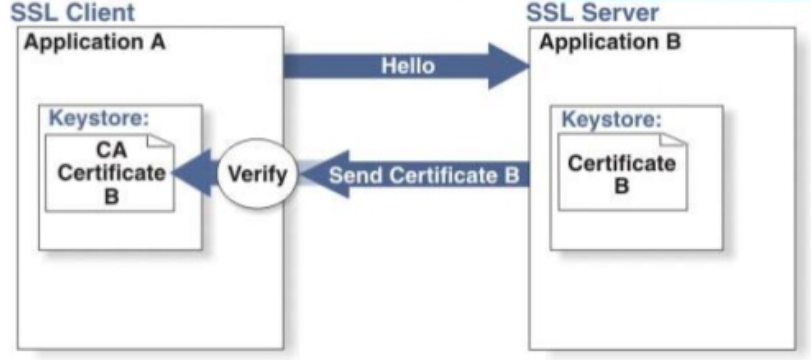 SSL Client
Application A
Keystore:
CA
Certificate
B
Verify
Hello
Send Certificate B
SSL Server
Application B
Keystore:
Certificate
B